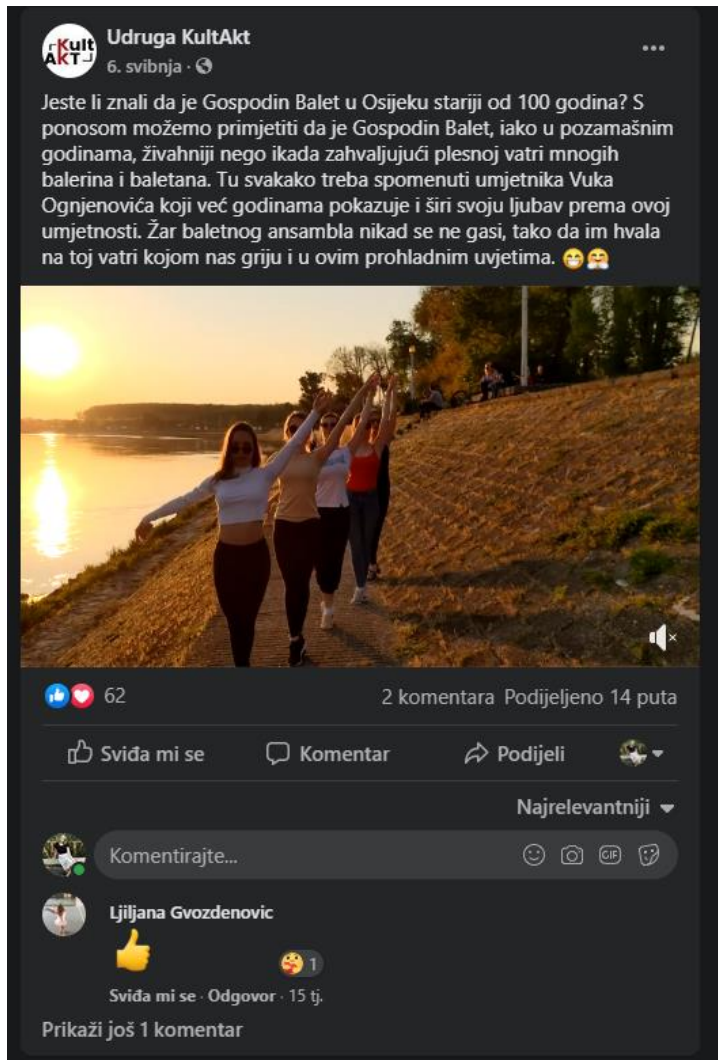 Kult
AKT
Udruga KultAkt
6. svibnja ·
Jeste li znali da je Gospodin Balet u Osijeku stariji od 100 godina? S
ponosom možemo primjetiti da je Gospodin Balet, iako u pozamašnim
godinama, živahniji nego ikada zahvaljujući plesnoj vatri mnogih
balerina i baletana. Tu svakako treba spomenuti umjetnika Vuka
Ognjenovića koji već godinama pokazuje i širi svoju ljubav prema ovoj
umjetnosti. Žar baletnog ansambla nikad se ne gasi, tako da im hvala
na toj vatri kojom nas griju i u ovim prohladnim uvjetima. 😁🤗
62 2 komentara Podijeljeno 14 puta
Sviđa mi se Komentar Podijeli
Najrelevantniji
Komentirajte... GIF
Ljiljana Gvozdenovic
👍
1
Sviđa mi se · Odgovor · 15 tj.
Prikaži još 1 komentar